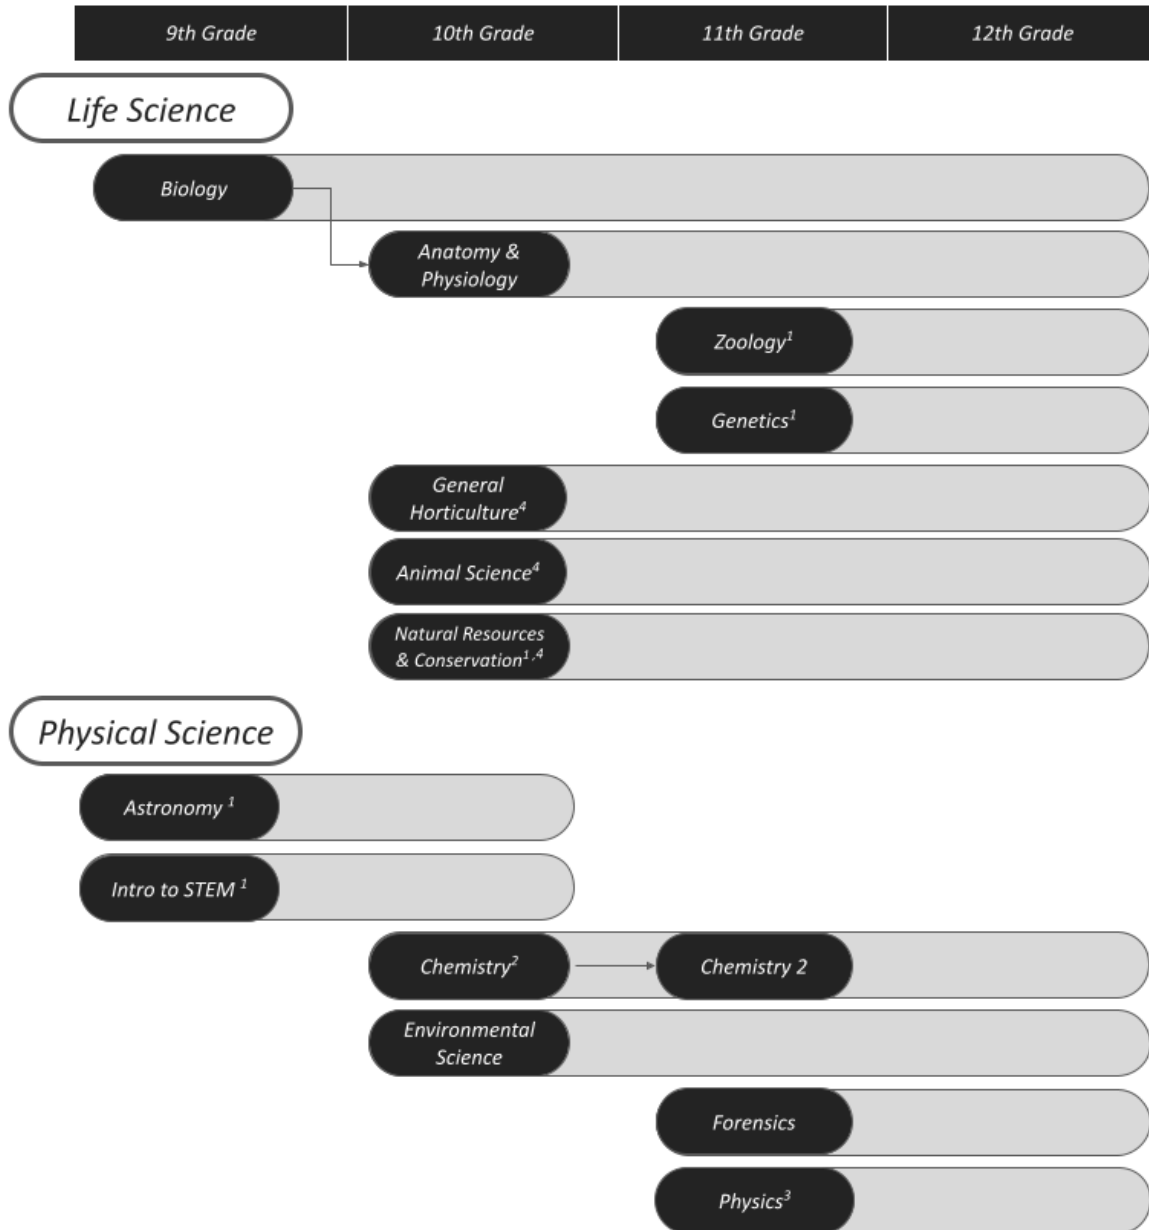 9th Grade 10th Grade 11th Grade 12th Grade
Life Science
Biology
Anatomy &
Physiology
Zoology¹
Genetics¹
General
Horticulture⁴
Animal Science⁴
Natural Resources
& Conservation¹,⁴
Physical Science
Astronomy ¹
Intro to STEM ¹
Chemistry² Chemistry 2
Environmental
Science
Forensics
Physics³